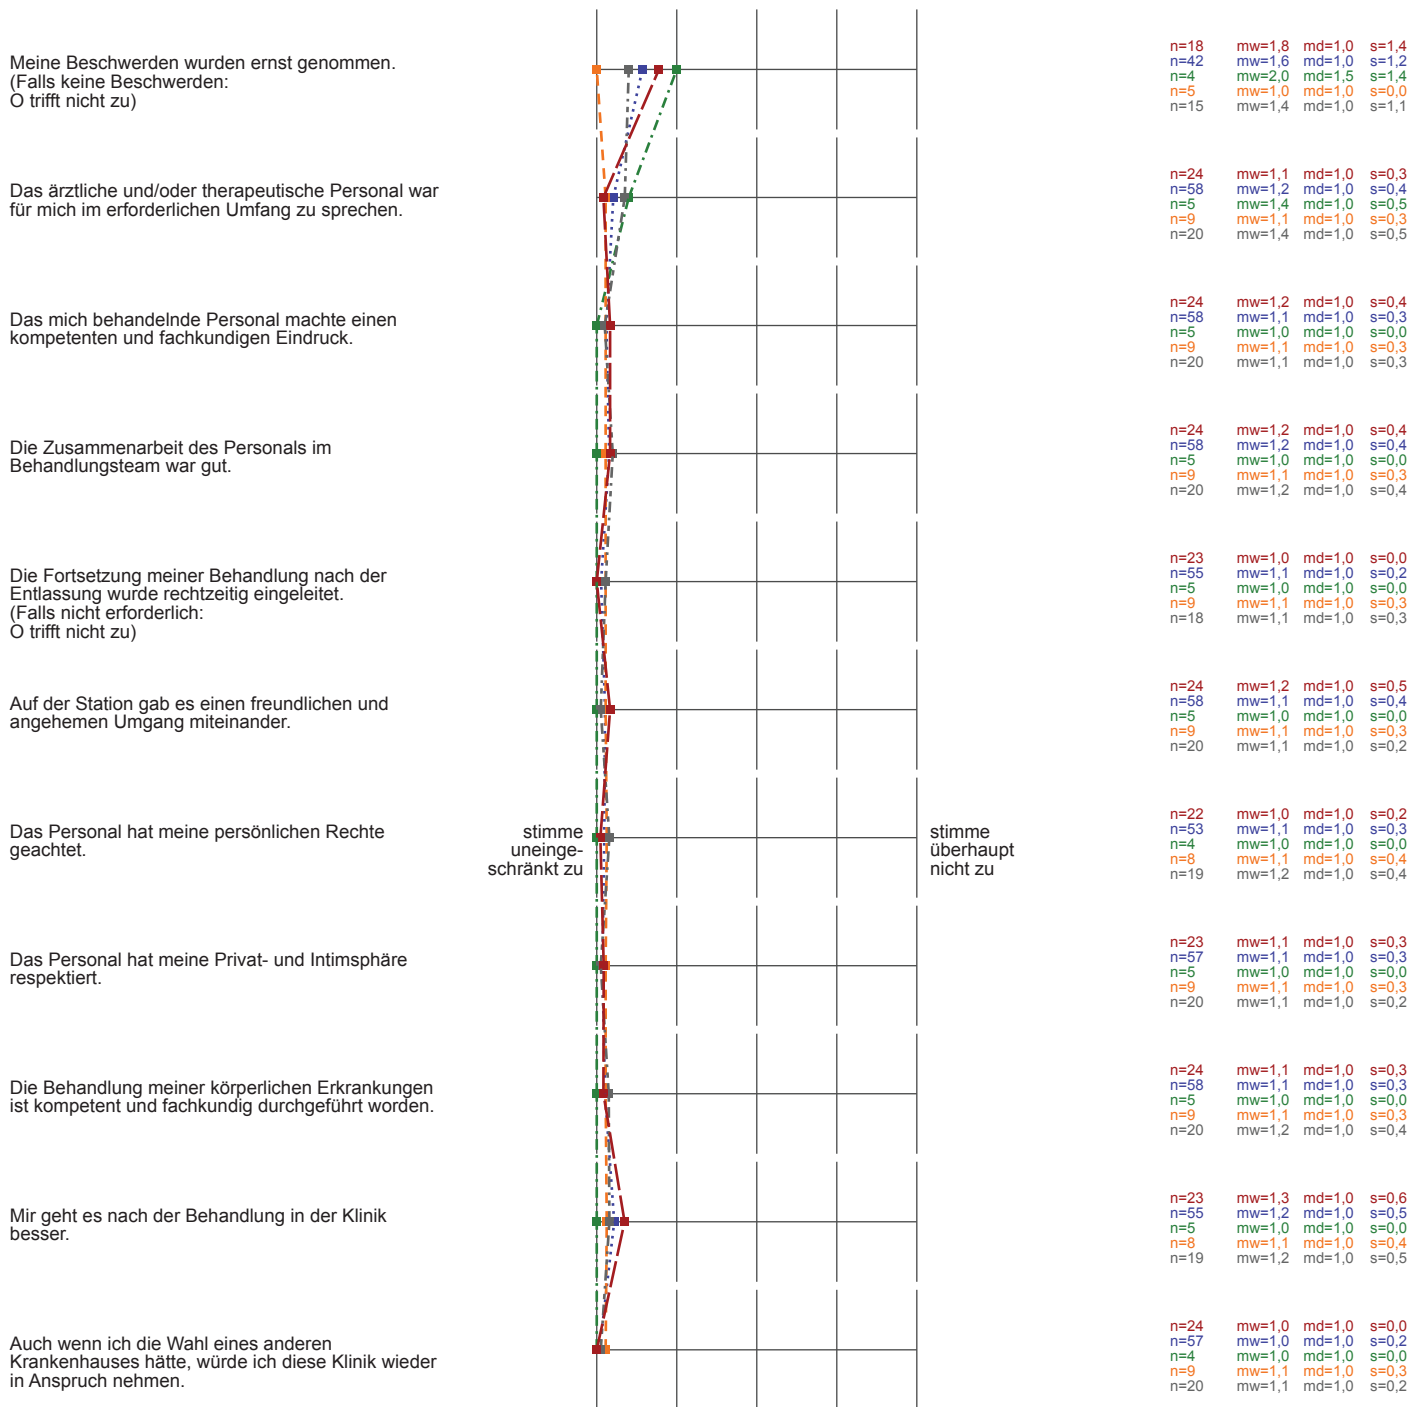 Meine Beschwerden wurden ernst genommen.
(Falls keine Beschwerden:
O trifft nicht zu)
n=18 mw=1,8 md=1,0 s=1,4
n=42 mw=1,6 md=1,0 s=1,2
n=4 mw=2,0 md=1,5 s=1,4
n=5 mw=1,0 md=1,0 s=0,0
n=15 mw=1,4 md=1,0 s=1,1
Das ärztliche und/oder therapeutische Personal war
für mich im erforderlichen Umfang zu sprechen.
n=24 mw=1,1 md=1,0 s=0,3
n=58 mw=1,2 md=1,0 s=0,4
n=5 mw=1,4 md=1,0 s=0,5
n=9 mw=1,1 md=1,0 s=0,3
n=20 mw=1,4 md=1,0 s=0,5
Das mich behandelnde Personal machte einen
kompetenten und fachkundigen Eindruck.
n=24 mw=1,2 md=1,0 s=0,4
n=58 mw=1,1 md=1,0 s=0,3
n=5 mw=1,0 md=1,0 s=0,0
n=9 mw=1,1 md=1,0 s=0,3
n=20 mw=1,1 md=1,0 s=0,3
Die Zusammenarbeit des Personals im
Behandlungsteam war gut.
n=24 mw=1,2 md=1,0 s=0,4
n=58 mw=1,2 md=1,0 s=0,4
n=5 mw=1,0 md=1,0 s=0,0
n=9 mw=1,1 md=1,0 s=0,3
n=20 mw=1,2 md=1,0 s=0,4
Die Fortsetzung meiner Behandlung nach der
Entlassung wurde rechtzeitig eingeleitet.
(Falls nicht erforderlich:
O trifft nicht zu)
n=23 mw=1,0 md=1,0 s=0,0
n=55 mw=1,1 md=1,0 s=0,2
n=5 mw=1,0 md=1,0 s=0,0
n=9 mw=1,1 md=1,0 s=0,3
n=18 mw=1,1 md=1,0 s=0,3
Auf der Station gab es einen freundlichen und
angehemen Umgang miteinander.
n=24 mw=1,2 md=1,0 s=0,5
n=58 mw=1,1 md=1,0 s=0,4
n=5 mw=1,0 md=1,0 s=0,0
n=9 mw=1,1 md=1,0 s=0,3
n=20 mw=1,1 md=1,0 s=0,2
Das Personal hat meine persönlichen Rechte
geachtet.
stimme
uneinge-
schränkt zu
stimme
überhaupt
nicht zu
n=22 mw=1,0 md=1,0 s=0,2
n=53 mw=1,1 md=1,0 s=0,3
n=4 mw=1,0 md=1,0 s=0,0
n=8 mw=1,1 md=1,0 s=0,4
n=19 mw=1,2 md=1,0 s=0,4
Das Personal hat meine Privat- und Intimsphäre
respektiert.
n=23 mw=1,1 md=1,0 s=0,3
n=57 mw=1,1 md=1,0 s=0,3
n=5 mw=1,0 md=1,0 s=0,0
n=9 mw=1,1 md=1,0 s=0,3
n=20 mw=1,1 md=1,0 s=0,2
Die Behandlung meiner körperlichen Erkrankungen
ist kompetent und fachkundig durchgeführt worden.
n=24 mw=1,1 md=1,0 s=0,3
n=58 mw=1,1 md=1,0 s=0,3
n=5 mw=1,0 md=1,0 s=0,0
n=9 mw=1,1 md=1,0 s=0,3
n=20 mw=1,2 md=1,0 s=0,4
Mir geht es nach der Behandlung in der Klinik
besser.
n=23 mw=1,3 md=1,0 s=0,6
n=55 mw=1,2 md=1,0 s=0,5
n=5 mw=1,0 md=1,0 s=0,0
n=8 mw=1,1 md=1,0 s=0,4
n=19 mw=1,2 md=1,0 s=0,5
Auch wenn ich die Wahl eines anderen
Krankenhauses hätte, würde ich diese Klinik wieder
in Anspruch nehmen.
n=24 mw=1,0 md=1,0 s=0,0
n=57 mw=1,0 md=1,0 s=0,2
n=4 mw=1,0 md=1,0 s=0,0
n=9 mw=1,1 md=1,0 s=0,3
n=20 mw=1,1 md=1,0 s=0,2